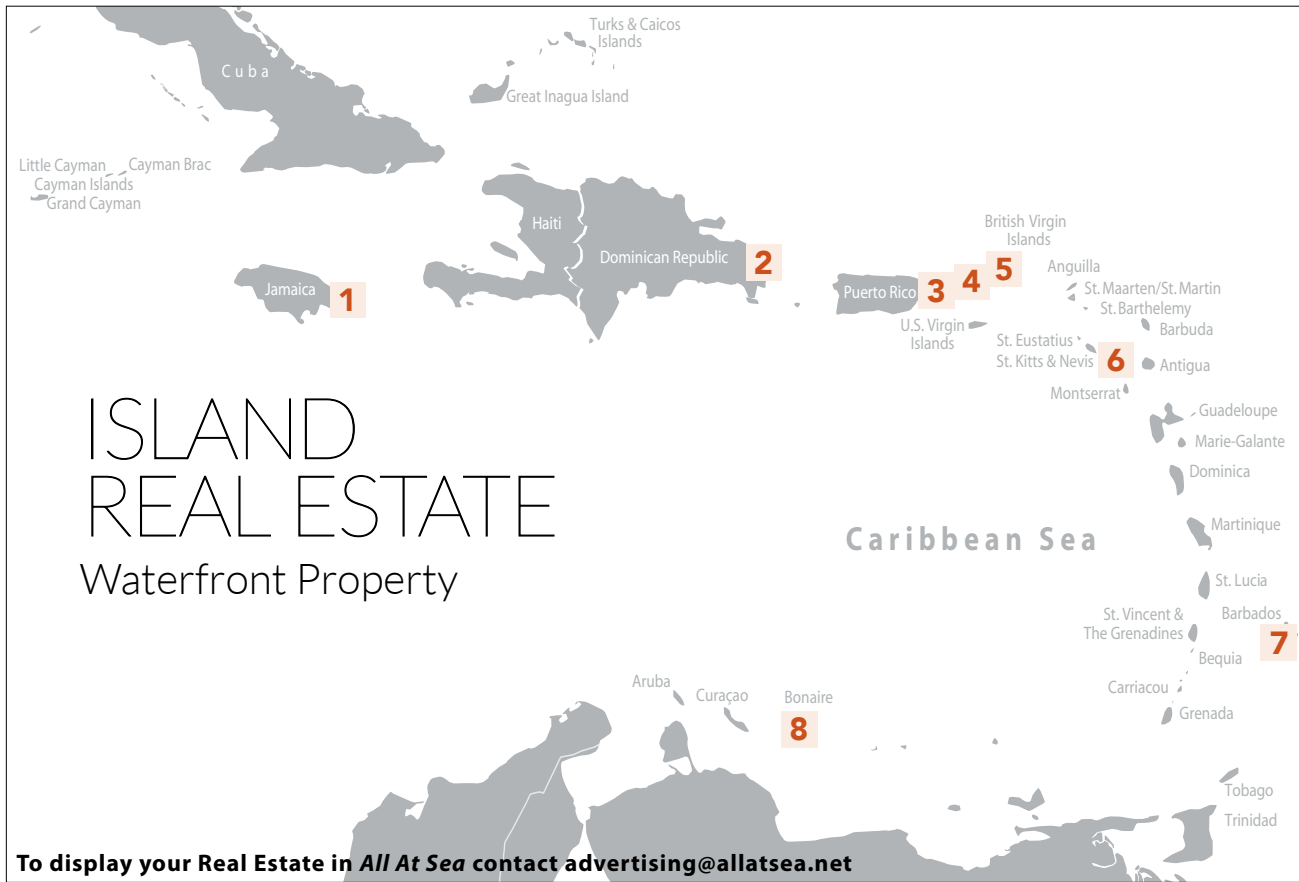 Turks & Caicos
Islands
Cuba
Great Inagua Island
Little Cayman
Cayman Brac
Cayman Islands
Grand Cayman
Haiti
Dominican Republic
2
British Virgin
Islands
Jamaica
1
Puerto Rico
3
4
5
Anguilla
St. Maarten/St. Martin
St. Barthelemy
Barbuda
U.S. Virgin
Islands
St. Eustatius
St. Kitts & Nevis
6
Antigua
Montserrat
Guadeloupe
Marie-Galante
Dominica
ISLAND
REAL ESTATE
Waterfront Property
Caribbean Sea
Martinique
St. Lucia
St. Vincent &
The Grenadines
Barbados
7
Bequia
Carriacou
Grenada
Aruba
Curaçao
Bonaire
8
Tobago
Trinidad
To display your Real Estate in All At Sea contact advertising@allatsea.net